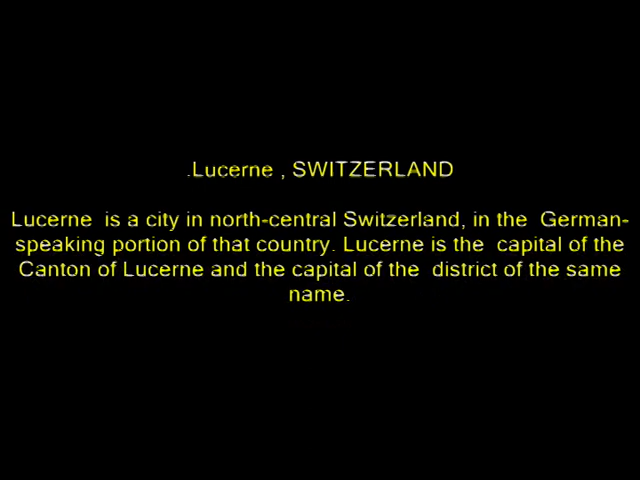 .Lucerne , SWITZERLAND
Lucerne  is a city in north-central Switzerland, in the  German-
speaking portion of that country. Lucerne is the  capital of the
Canton of Lucerne and the capital of the  district of the same
name.